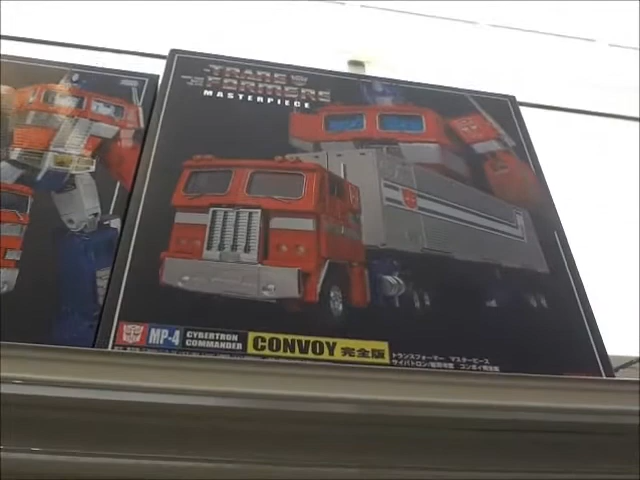 TRANSFORMERS
MASTERPIECE
MP-4
CYBERTRON
COMMANDER
CONVOY 完全版
トランスフォーマー マスターピース
サイバトロン/総司令官 コンボイ完全版